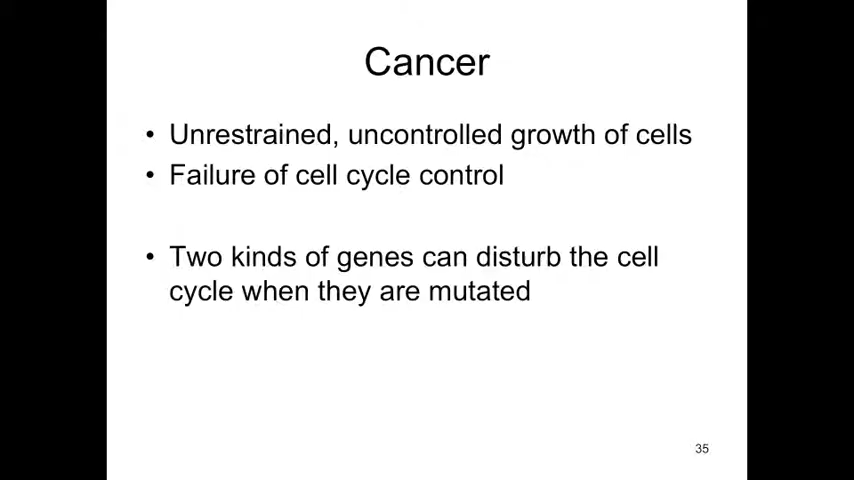 Cancer
• Unrestrained, uncontrolled growth of cells
• Failure of cell cycle control
• Two kinds of genes can disturb the cell
cycle when they are mutated
35